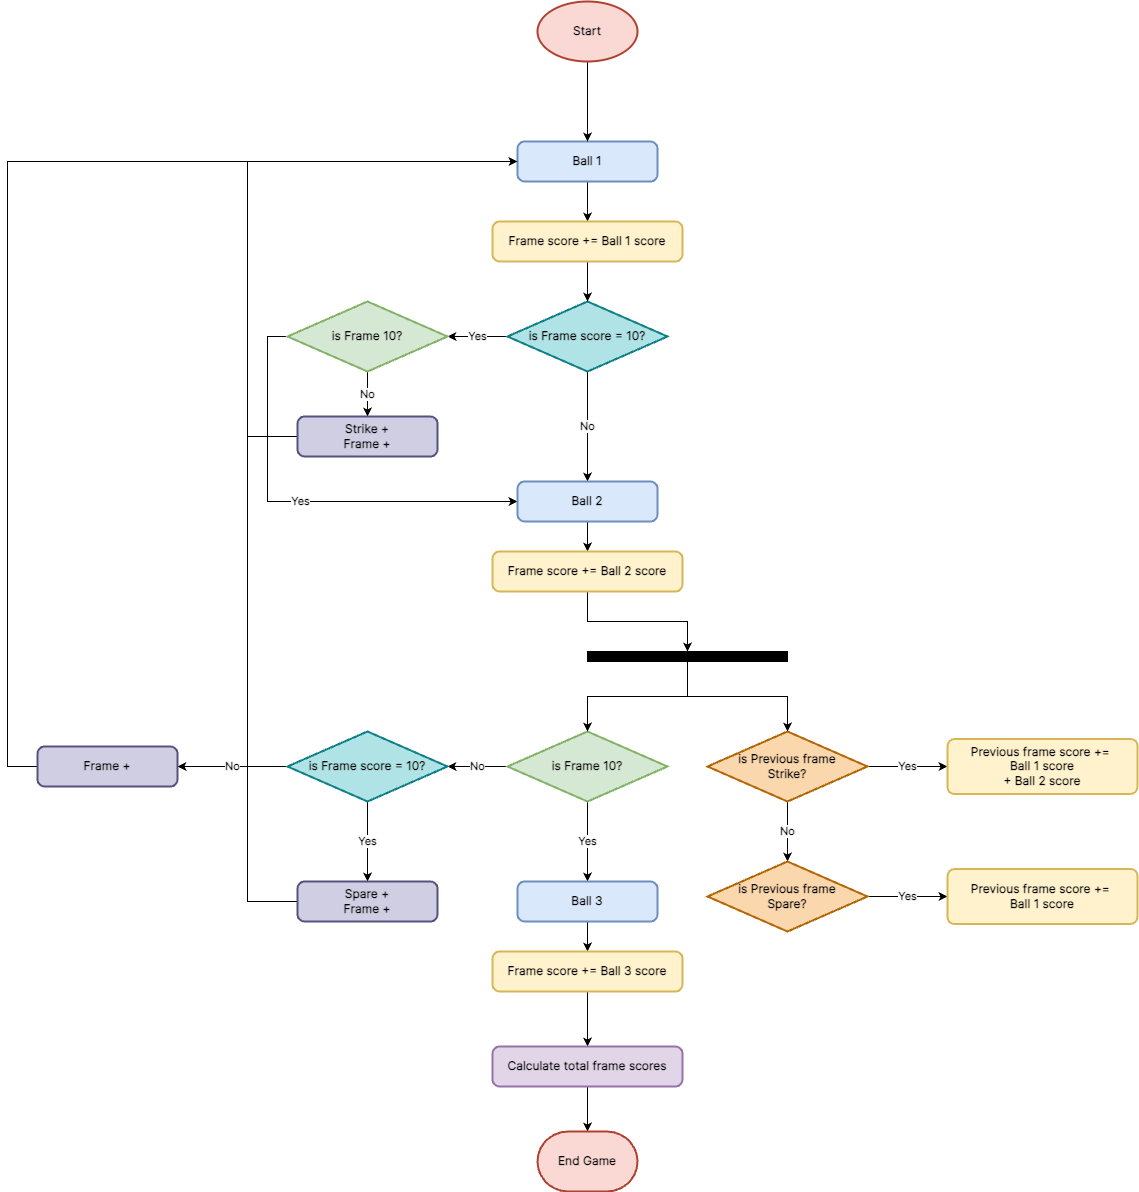 Start
Ball 1
Frame score += Ball 1 score
is Frame 10?
Yes
is Frame score = 10?
No
Strike +
Frame +
No
Yes
Ball 2
Frame score += Ball 2 score
Frame +
No
is Frame score = 10?
No
is Frame 10?
is Previous frame
Strike?
Yes
Previous frame score +=
Ball 1 score
+ Ball 2 score
Yes
Yes
No
Spare +
Frame +
Ball 3
is Previous frame
Spare?
Yes
Previous frame score +=
Ball 1 score
Frame score += Ball 3 score
Calculate total frame scores
End Game